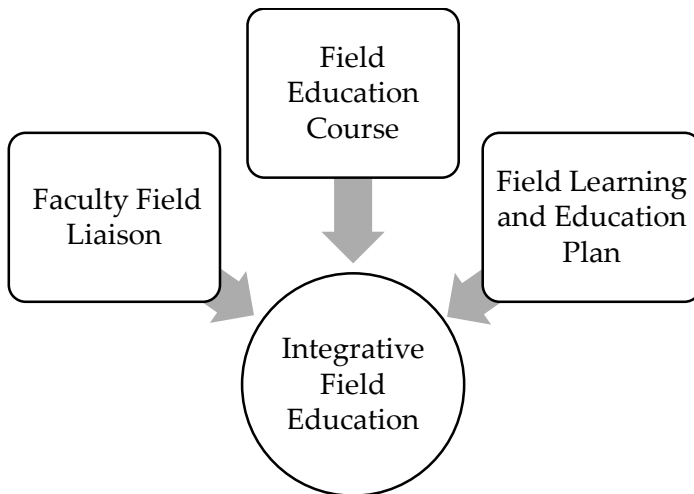 Field
Education
Course
Faculty Field
Liaison
Field Learning
and Education
Plan
Integrative
Field
Education